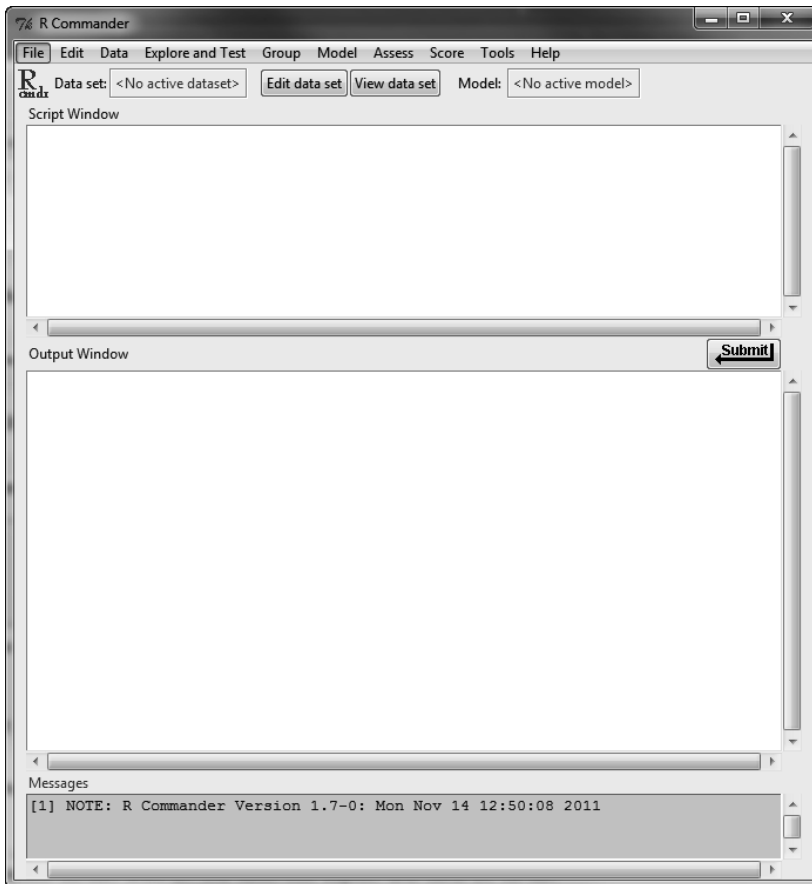 R Commander
File Edit Data Explore and Test Group Model Assess Score Tools Help
R cmdr Data set: <No active dataset> Edit data set View data set Model: <No active model>
Script Window
Output Window Submit
Messages
[1] NOTE: R Commander Version 1.7-0: Mon Nov 14 12:50:08 2011